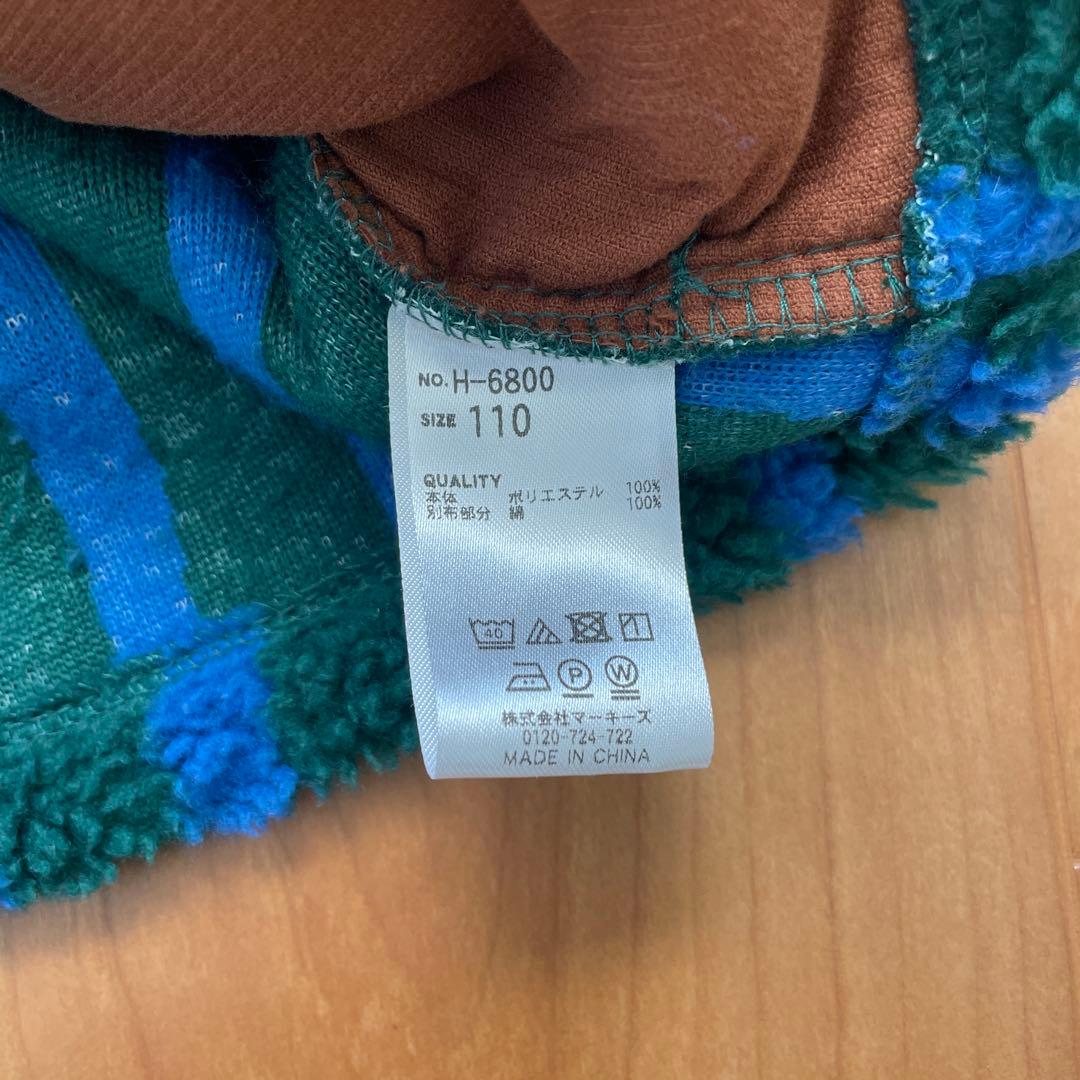 NO. H-6800
SIZE 110
QUALITY
本体 ポリエステル 100%
別布部分 綿 100%
40
P W
株式会社マーキーズ
0120-724-722
MADE IN CHINA